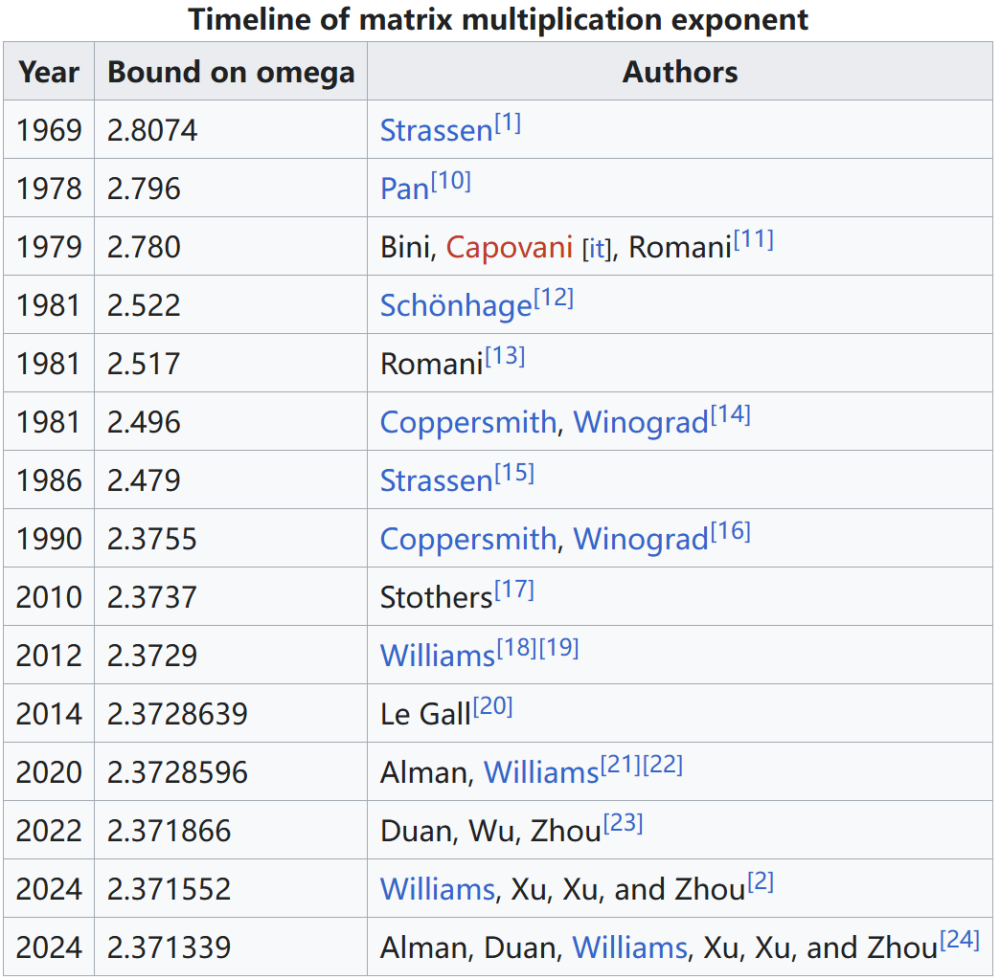 Timeline of matrix multiplication exponent
Year Bound on omega Authors
1969 2.8074 Strassen[1]
1978 2.796 Pan[10]
1979 2.780 Bini, Capovani [it], Romani[11]
1981 2.522 Schönhage[12]
1981 2.517 Romani[13]
1981 2.496 Coppersmith, Winograd[14]
1986 2.479 Strassen[15]
1990 2.3755 Coppersmith, Winograd[16]
2010 2.3737 Stothers[17]
2012 2.3729 Williams[18][19]
2014 2.3728639 Le Gall[20]
2020 2.3728596 Alman, Williams[21][22]
2022 2.371866 Duan, Wu, Zhou[23]
2024 2.371552 Williams, Xu, Xu, and Zhou[2]
2024 2.371339 Alman, Duan, Williams, Xu, Xu, and Zhou[24]